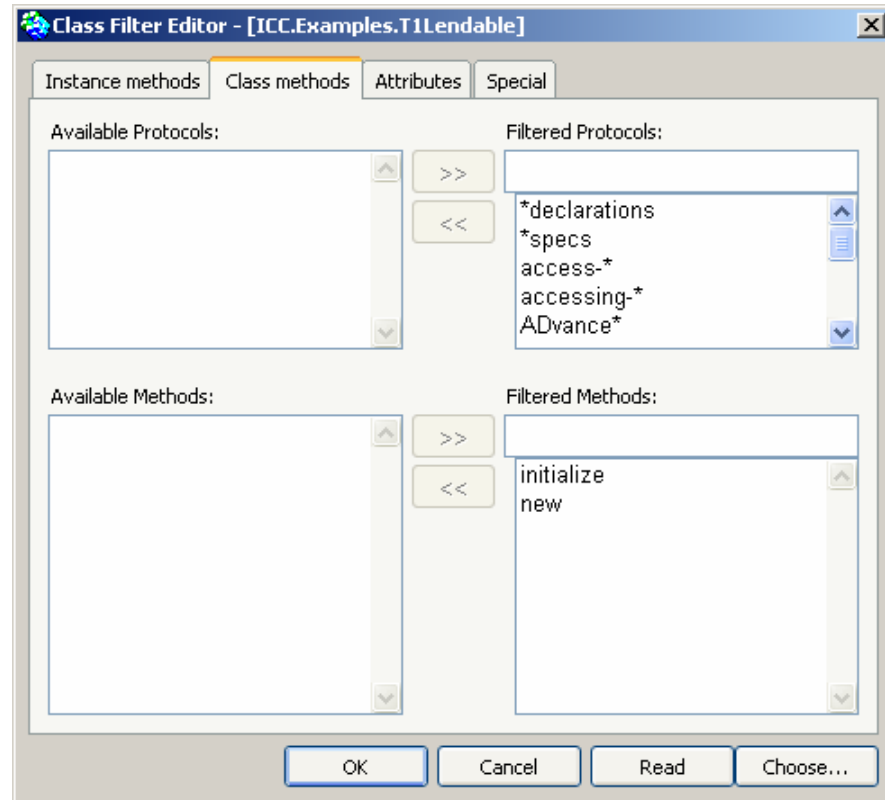 Class Filter Editor - [ICC.Examples.T1Lendable]
Instance methods Class methods Attributes Special
Available Protocols: Filtered Protocols:
>>
<<
*declarations
*specs
access-*
accessing-*
ADvance*
Available Methods: Filtered Methods:
>>
<<
initialize
new
OK Cancel Read Choose...